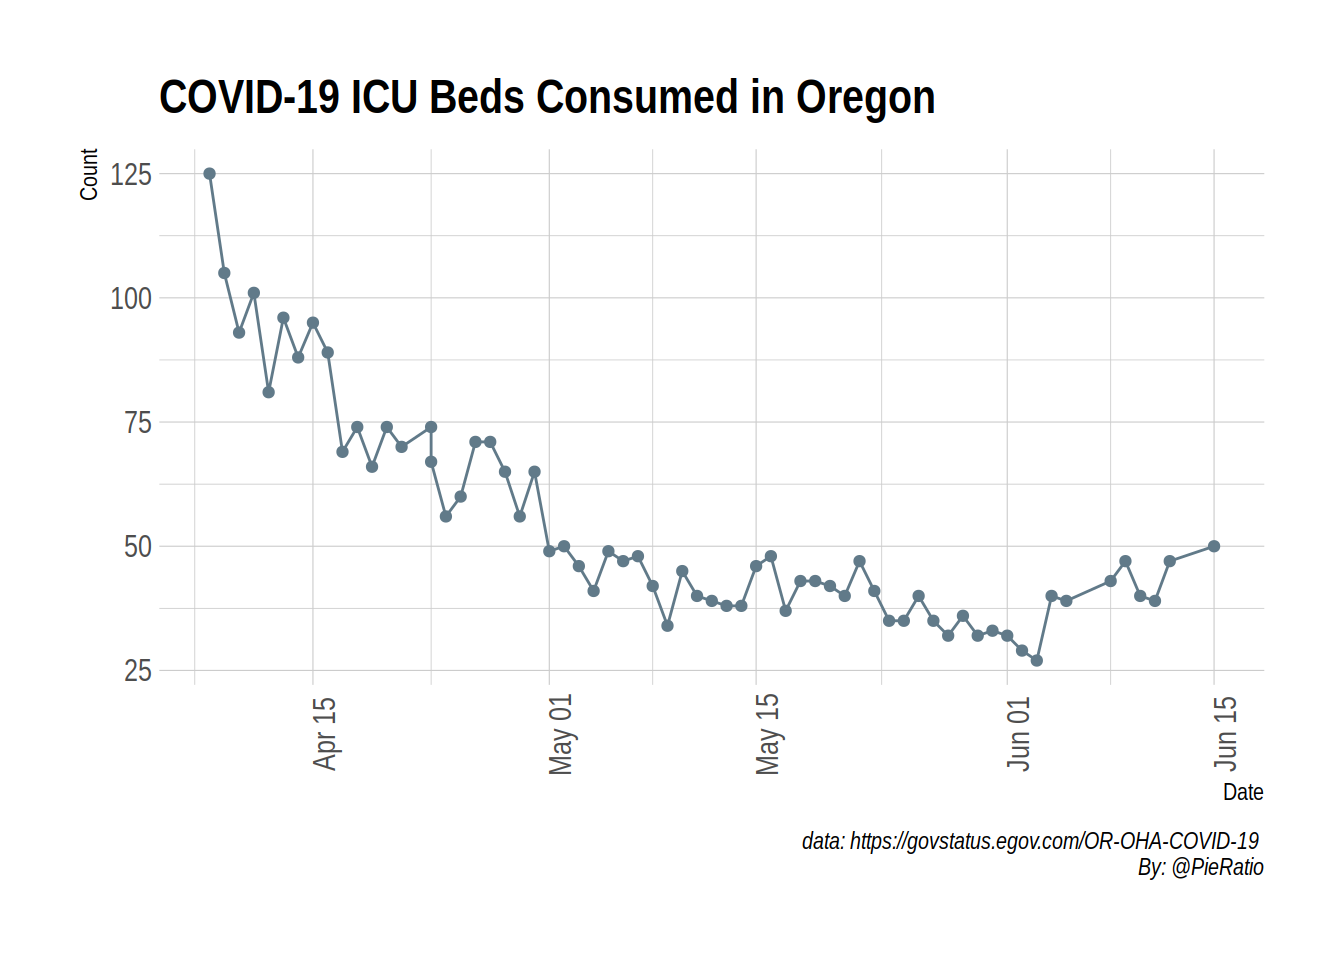 COVID-19 ICU Beds Consumed in Oregon
Count
125
100
75
50
25
Apr 15
May 01
May 15
Jun 01
Jun 15
Date
data: https://govstatus.egov.com/OR-OHA-COVID-19
By: @PieRatio